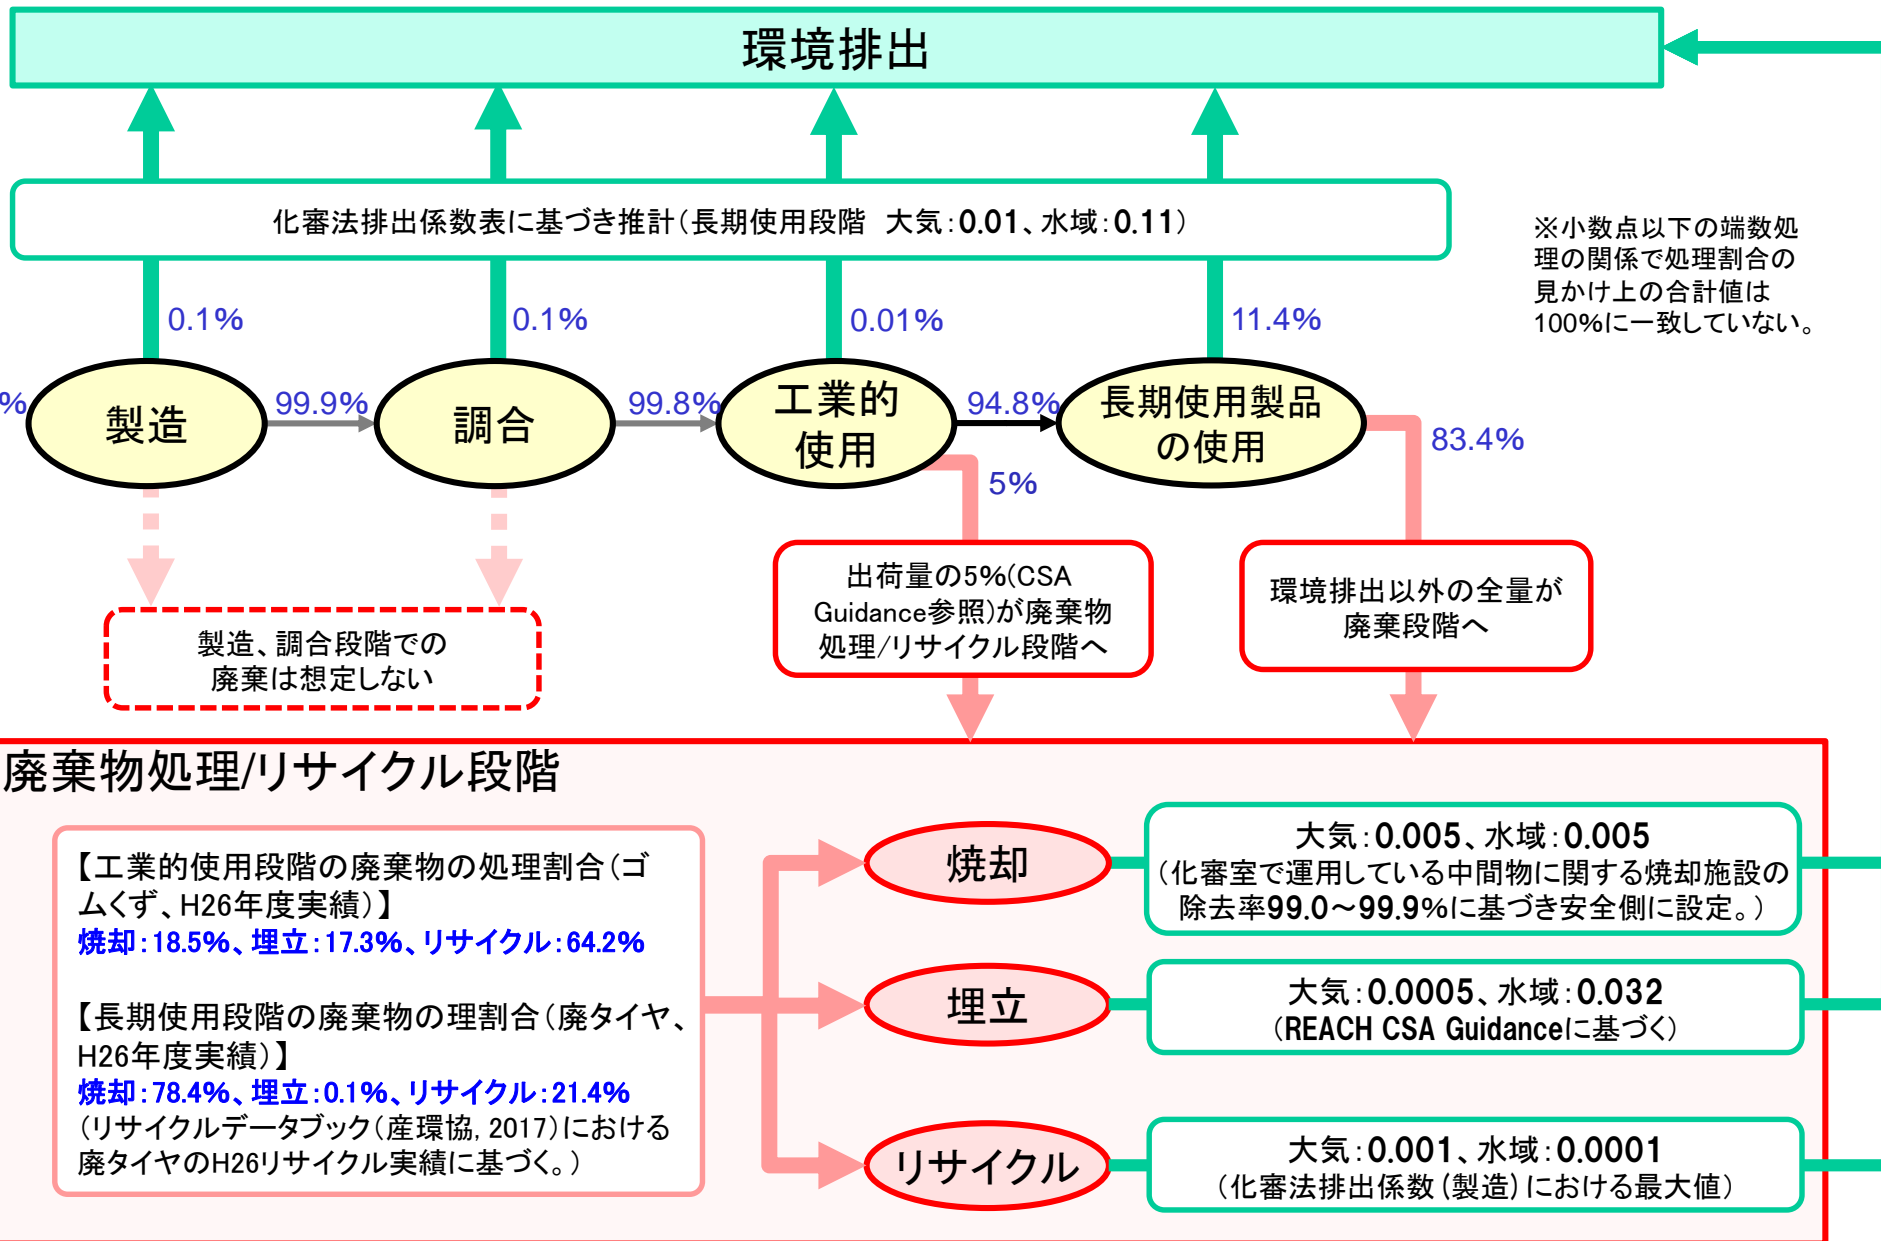 環境排出
化審法排出係数表に基づき推計（長期使用段階　大気：0.01、水域：0.11）
※小数点以下の端数処
理の関係で処理割合の
見かけ上の合計値は
100%に一致していない。
0.1%
0.1%
0.01%
11.4%
%
製造
99.9%
調合
99.8%
工業的
使用
94.8%
長期使用製品
の使用
83.4%
5%
製造、調合段階での
廃棄は想定しない
出荷量の5%(CSA
Guidance参照)が廃棄物
処理/リサイクル段階へ
環境排出以外の全量が
廃棄段階へ
廃棄物処理/リサイクル段階
【工業的使用段階の廃棄物の処理割合（ゴ
ムくず、H26年度実績）】
焼却：18.5%、埋立：17.3%、リサイクル：64.2%
【長期使用段階の廃棄物の理割合（廃タイヤ、
H26年度実績）】
焼却：78.4%、埋立：0.1%、リサイクル：21.4%
（リサイクルデータブック（産環協, 2017）における
廃タイヤのH26リサイクル実績に基づく。）
焼却
大気：0.005、水域：0.005
（化審室で運用している中間物に関する焼却施設の
除去率99.0～99.9%に基づき安全側に設定。）
埋立
大気：0.0005、水域：0.032
（REACH CSA Guidanceに基づく）
リサイクル
大気：0.001、水域：0.0001
（化審法排出係数（製造）における最大値）